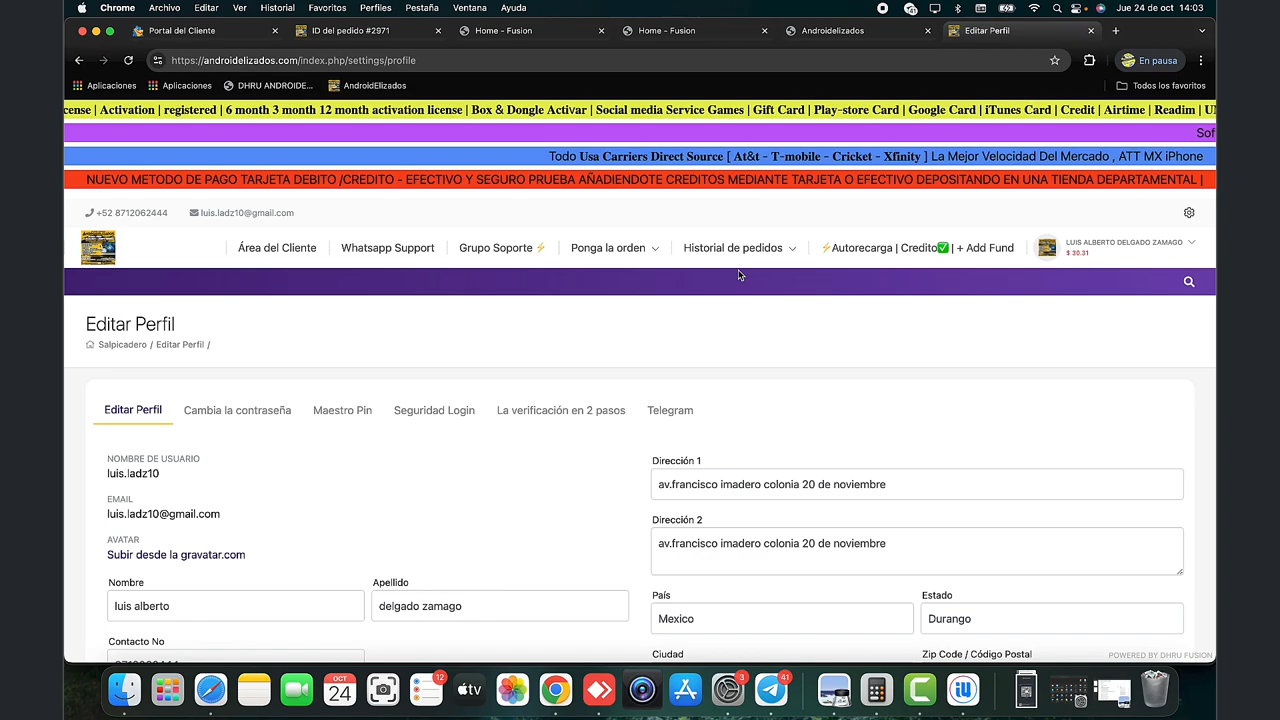 Chrome Archivo Editar Ver Historial Favoritos Perfiles Pestaña Ventana Ayuda Jue 24 de oct 14:03
Portal del Cliente ID del pedido #2971 Home - Fusion Home - Fusion Androidelizados Editar Perfil
https://androidelizados.com/index.php/settings/profile En pausa
Aplicaciones Aplicaciones DHRU ANDROIDE... AndroidElizados Todos los favoritos
cense | Activation | registered | 6 month 3 month 12 month activation license | Box & Dongle Activar | Social media Service Games | Gift Card | Play-store Card | Google Card | iTunes Card | Credit | Airtime | Readim | U
Sof
Todo Usa Carriers Direct Source [ At&t - T-mobile - Cricket - Xfinity ] La Mejor Velocidad Del Mercado , ATT MX iPhone
NUEVO METODO DE PAGO TARJETA DEBITO /CREDITO - EFECTIVO Y SEGURO PRUEBA AÑADIENDOTE CREDITOS MEDIANTE TARJETA O EFECTIVO DEPOSITANDO EN UNA TIENDA DEPARTAMENTAL |
+52 8712062444 luis.ladz10@gmail.com
Área del Cliente Whatsapp Support Grupo Soporte⚡ Ponga la orden Historial de pedidos ⚡Autorecarga | Credito✅ | + Add Fund LUIS ALBERTO DELGADO ZAMAGO
$ 30.31
Editar Perfil
Salpicadero / Editar Perfil /
Editar Perfil Cambia la contraseña Maestro Pin Seguridad Login La verificación en 2 pasos Telegram
NOMBRE DE USUARIO
luis.ladz10
EMAIL
luis.ladz10@gmail.com
AVATAR
Subir desde la gravatar.com
Nombre Apellido
luis alberto delgado zamago
Contacto No
Dirección 1
av.francisco imadero colonia 20 de noviembre
Dirección 2
av.francisco imadero colonia 20 de noviembre
País Estado
Mexico Durango
Ciudad Zip Code / Código Postal
POWERED BY DHRU FUSION
OCT
24
12
tv
3
41